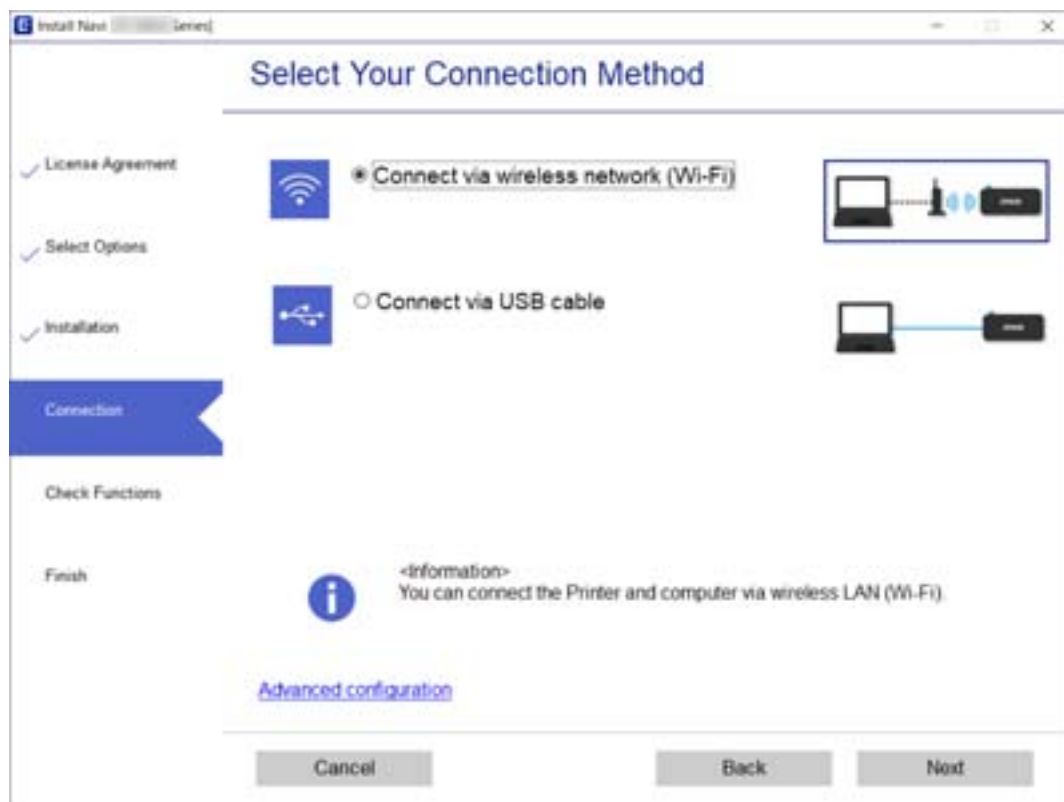 Install Navi Series]
Select Your Connection Method
License Agreement
Select Options
Installation
Connection
Check Functions
Finish
Connect via wireless network (Wi-Fi)
Connect via USB cable
<Information>
You can connect the Printer and computer via wireless LAN (Wi-Fi).
Advanced configuration
Cancel
Back
Next